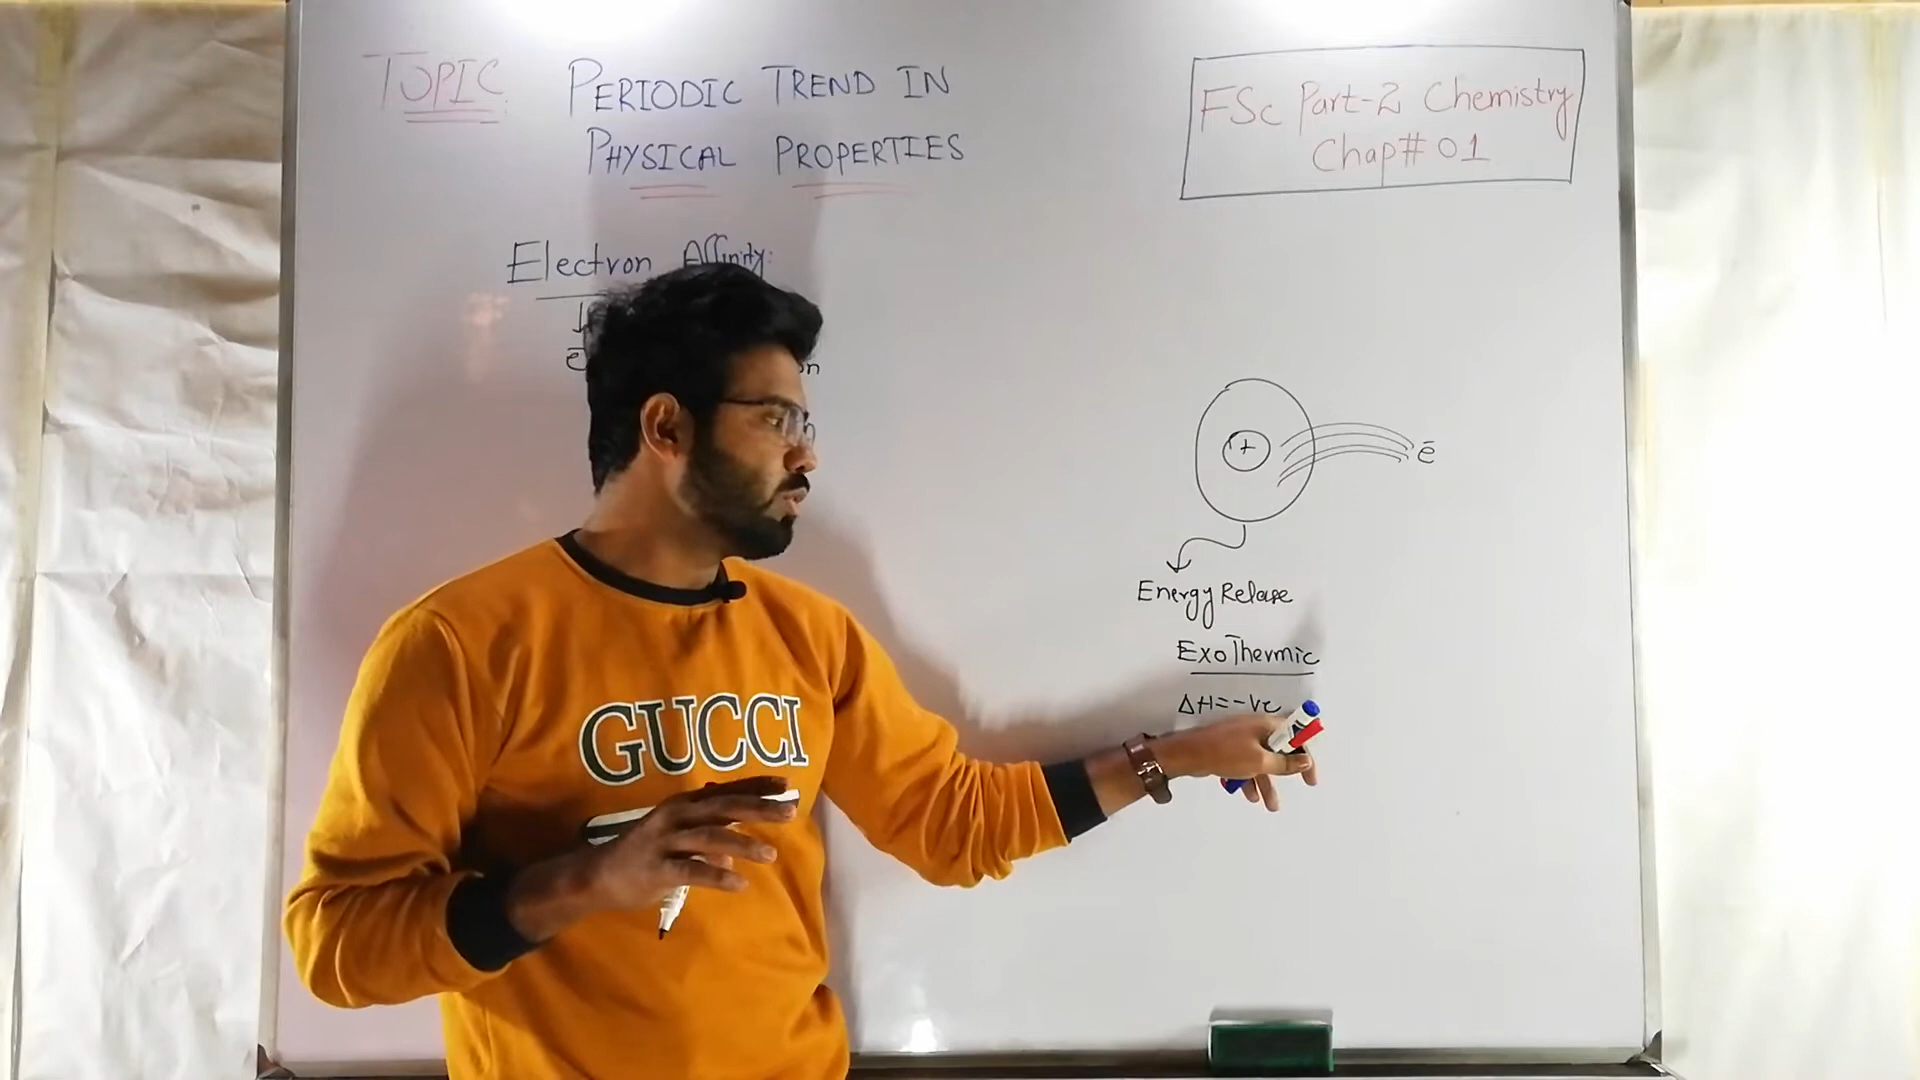 TOPIC: PERIODIC TREND IN
PHYSICAL PROPERTIES
FSc Part-2 Chemistry
Chap# 01
Electron Affinity:
ē
+
ē
Energy Release
ExoThermic
ΔH=-ve
GUCCI